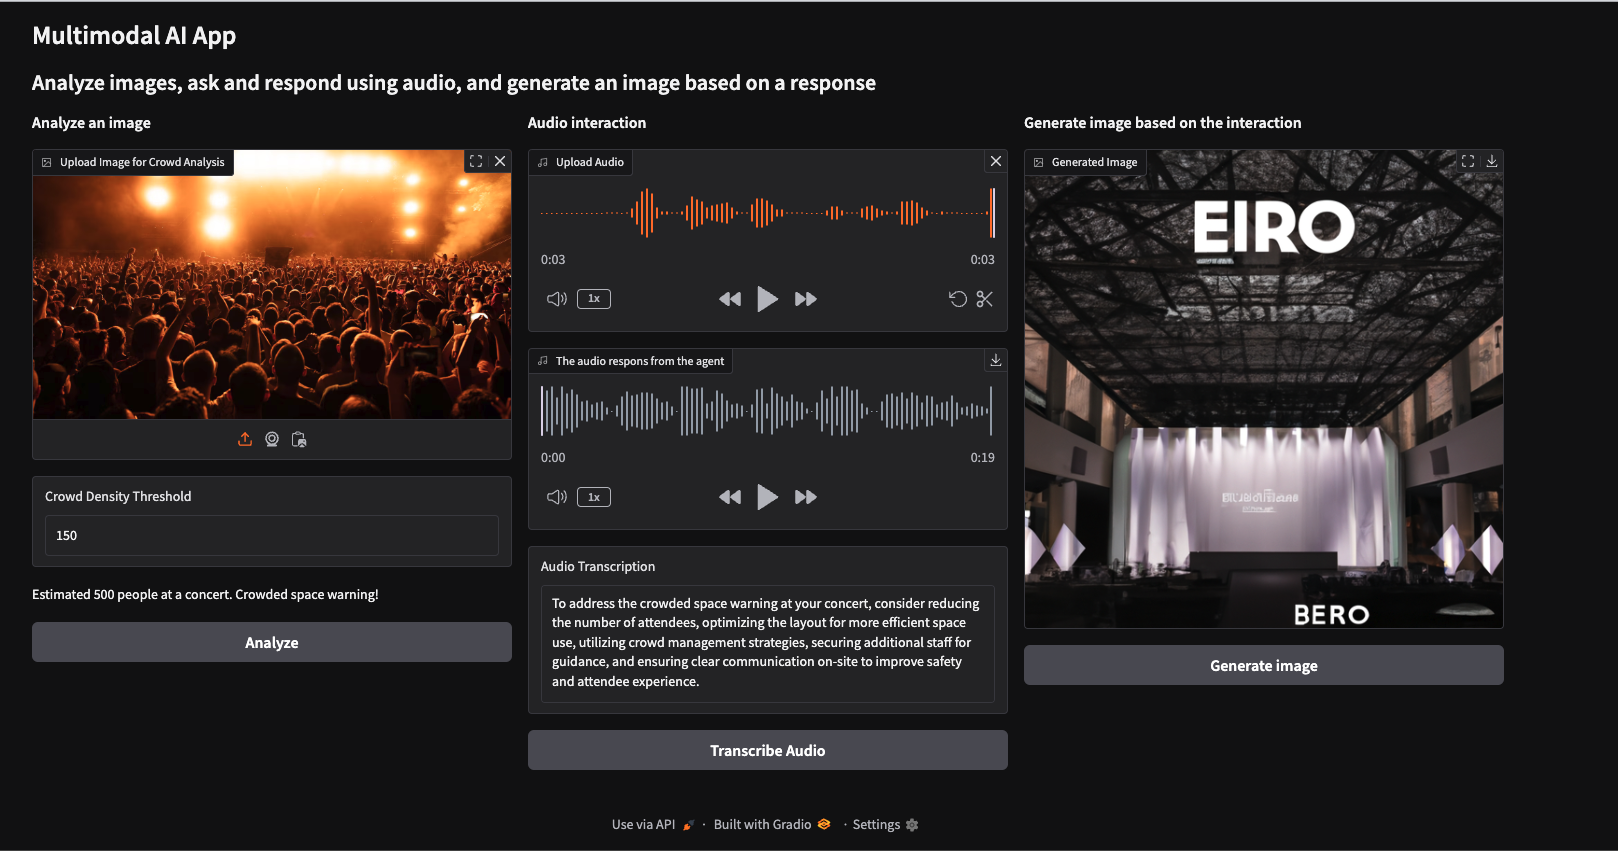 Multimodal AI App
Analyze images, ask and respond using audio, and generate an image based on a response
Analyze an image
Upload Image for Crowd Analysis
Crowd Density Threshold
150
Estimated 500 people at a concert. Crowded space warning!
Analyze
Audio interaction
Upload Audio
0:03
0:03
1x
The audio respons from the agent
0:00
0:19
1x
Audio Transcription
To address the crowded space warning at your concert, consider reducing
the number of attendees, optimizing the layout for more efficient space
use, utilizing crowd management strategies, securing additional staff for
guidance, and ensuring clear communication on-site to improve safety
and attendee experience.
Transcribe Audio
Generate image based on the interaction
Generated Image
EIRO
BERO
Generate image
Use via API
·
Built with Gradio
·
Settings